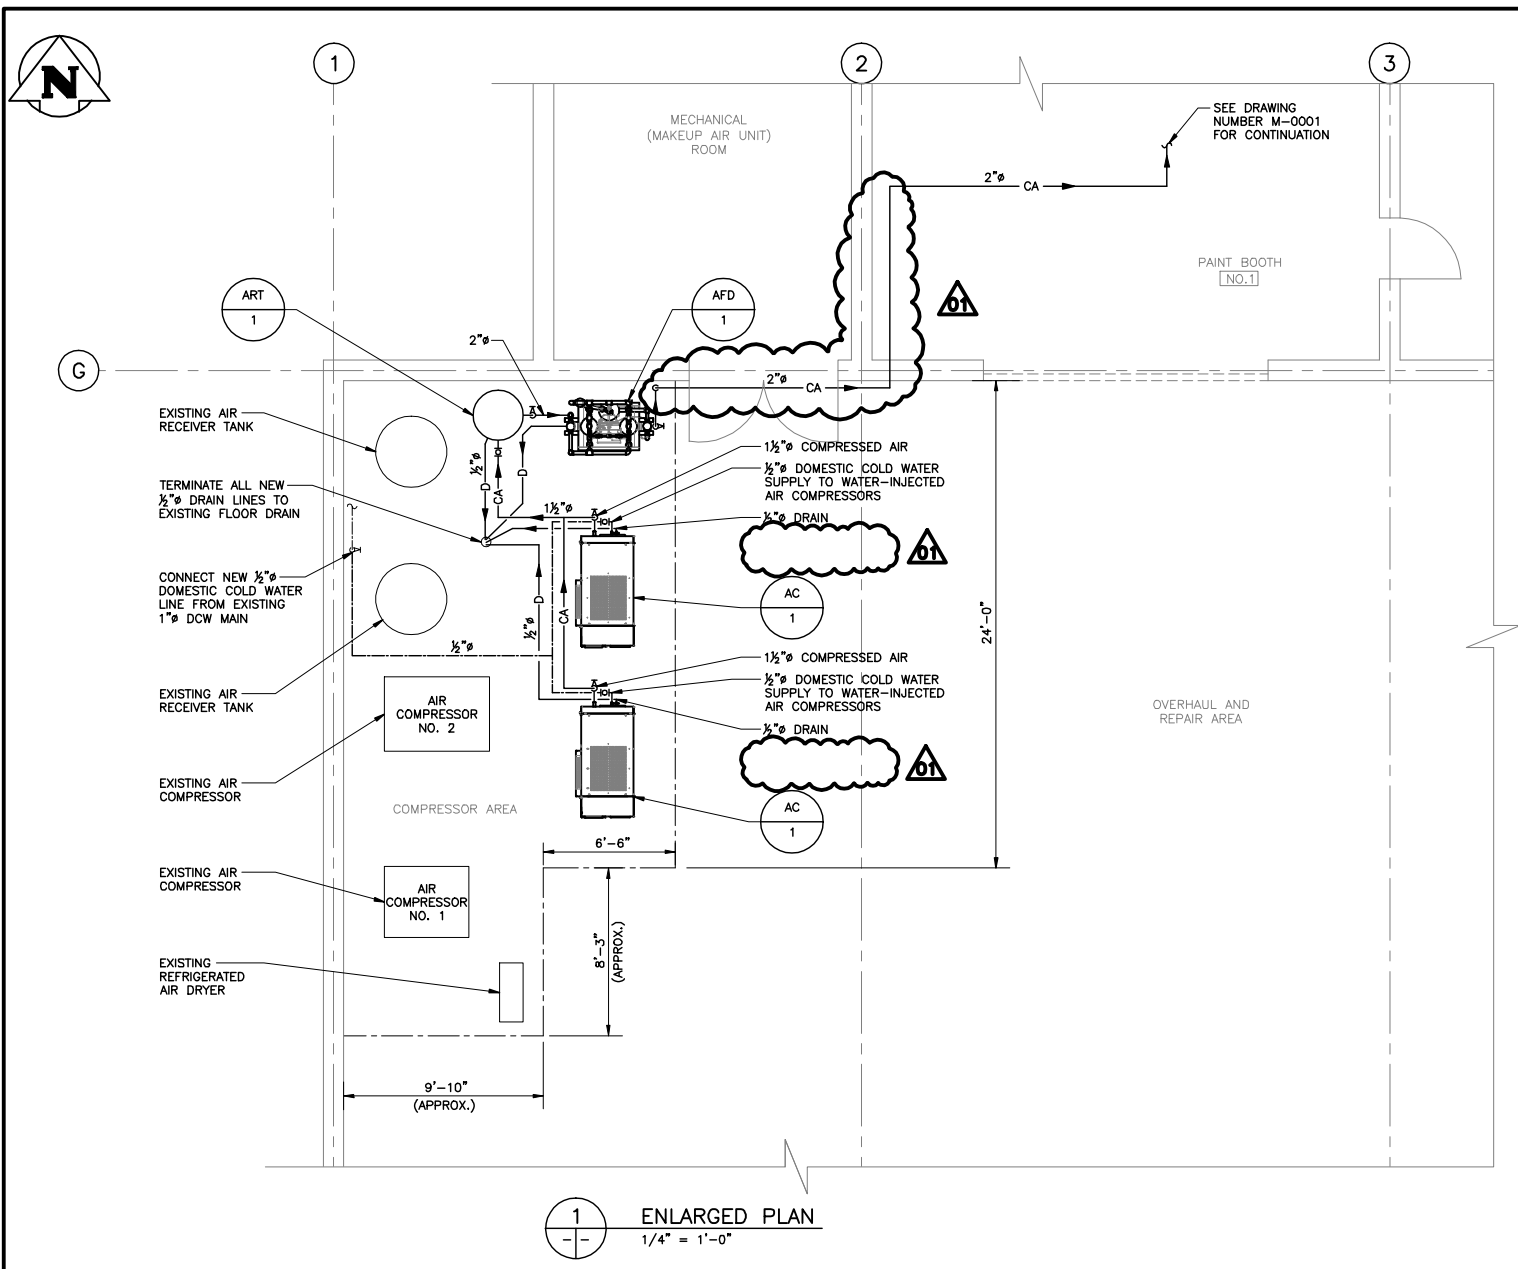 N
1
2
3
G
MECHANICAL
(MAKEUP AIR UNIT)
ROOM
SEE DRAWING
NUMBER M-0001
FOR CONTINUATION
2"ø
CA
PAINT BOOTH
NO.1
ART
1
AFD
1
01
2"ø
2"ø
CA
EXISTING AIR
RECEIVER TANK
TERMINATE ALL NEW
½"ø DRAIN LINES TO
EXISTING FLOOR DRAIN
CONNECT NEW ½"ø
DOMESTIC COLD WATER
LINE FROM EXISTING
1"ø DCW MAIN
EXISTING AIR
RECEIVER TANK
EXISTING AIR
COMPRESSOR
EXISTING AIR
COMPRESSOR
EXISTING
REFRIGERATED
AIR DRYER
½"ø
D
CA
D
1½"ø
½"ø
D
CA
½"ø
1½"ø COMPRESSED AIR
½"ø DOMESTIC COLD WATER
SUPPLY TO WATER-INJECTED
AIR COMPRESSORS
½"ø DRAIN
01
AC
1
1½"ø COMPRESSED AIR
½"ø DOMESTIC COLD WATER
SUPPLY TO WATER-INJECTED
AIR COMPRESSORS
½"ø DRAIN
01
AC
1
24'-0"
OVERHAUL AND
REPAIR AREA
AIR
COMPRESSOR
NO. 2
COMPRESSOR AREA
AIR
COMPRESSOR
NO. 1
6'-6"
8'-3"
(APPROX.)
9'-10"
(APPROX.)
1
- -
ENLARGED PLAN
1/4" = 1'-0"